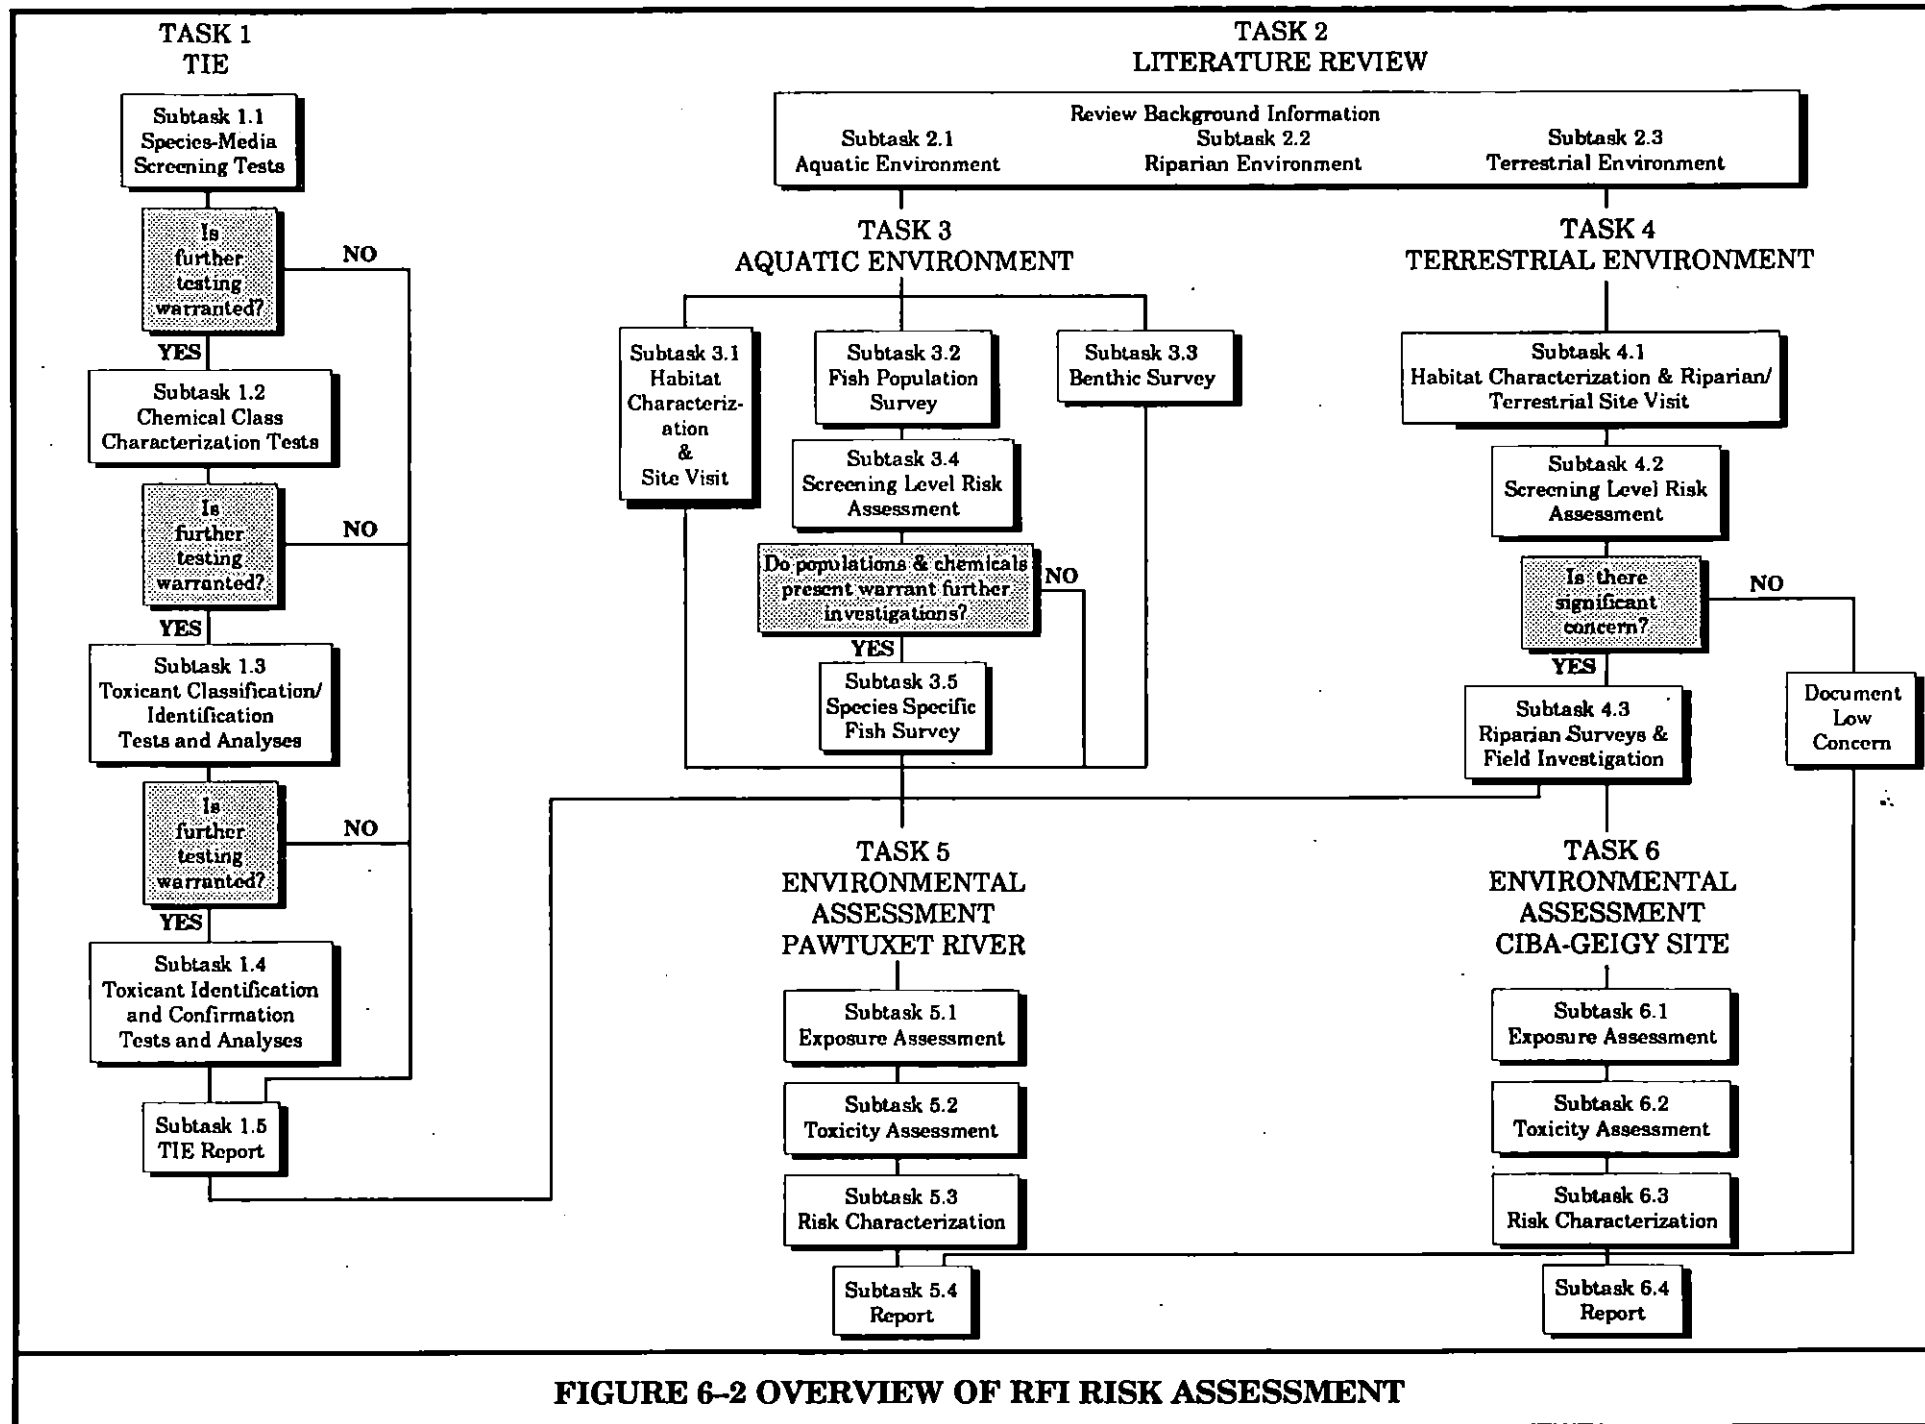 TASK 1
TIE
Subtask 1.1
Species-Media
Screening Tests
Is
further
testing
warranted?
NO
YES
Subtask 1.2
Chemical Class
Characterization Tests
Is
further
testing
warranted?
NO
YES
Subtask 1.3
Toxicant Classification/
Identification
Tests and Analyses
Is
further
testing
warranted?
NO
YES
Subtask 1.4
Toxicant Identification
and Confirmation
Tests and Analyses
Subtask 1.5
TIE Report
TASK 2
LITERATURE REVIEW
Review Background Information
Subtask 2.1
Aquatic Environment
Subtask 2.2
Riparian Environment
Subtask 2.3
Terrestrial Environment
TASK 3
AQUATIC ENVIRONMENT
Subtask 3.1
Habitat
Characteriz-
ation
&
Site Visit
Subtask 3.2
Fish Population
Survey
Subtask 3.3
Benthic Survey
Subtask 3.4
Screening Level Risk
Assessment
Do populations & chemicals
present warrant further
investigations?
NO
YES
Subtask 3.5
Species Specific
Fish Survey
TASK 4
TERRESTRIAL ENVIRONMENT
Subtask 4.1
Habitat Characterization & Riparian/
Terrestrial Site Visit
Subtask 4.2
Screening Level Risk
Assessment
Is there
significant
concern?
NO
YES
Subtask 4.3
Riparian Surveys &
Field Investigation
Document
Low
Concern
TASK 5
ENVIRONMENTAL
ASSESSMENT
PAWTUXET RIVER
Subtask 5.1
Exposure Assessment
Subtask 5.2
Toxicity Assessment
Subtask 5.3
Risk Characterization
Subtask 5.4
Report
TASK 6
ENVIRONMENTAL
ASSESSMENT
CIBA-GEIGY SITE
Subtask 6.1
Exposure Assessment
Subtask 6.2
Toxicity Assessment
Subtask 6.3
Risk Characterization
Subtask 6.4
Report
FIGURE 6–2 OVERVIEW OF RFI RISK ASSESSMENT